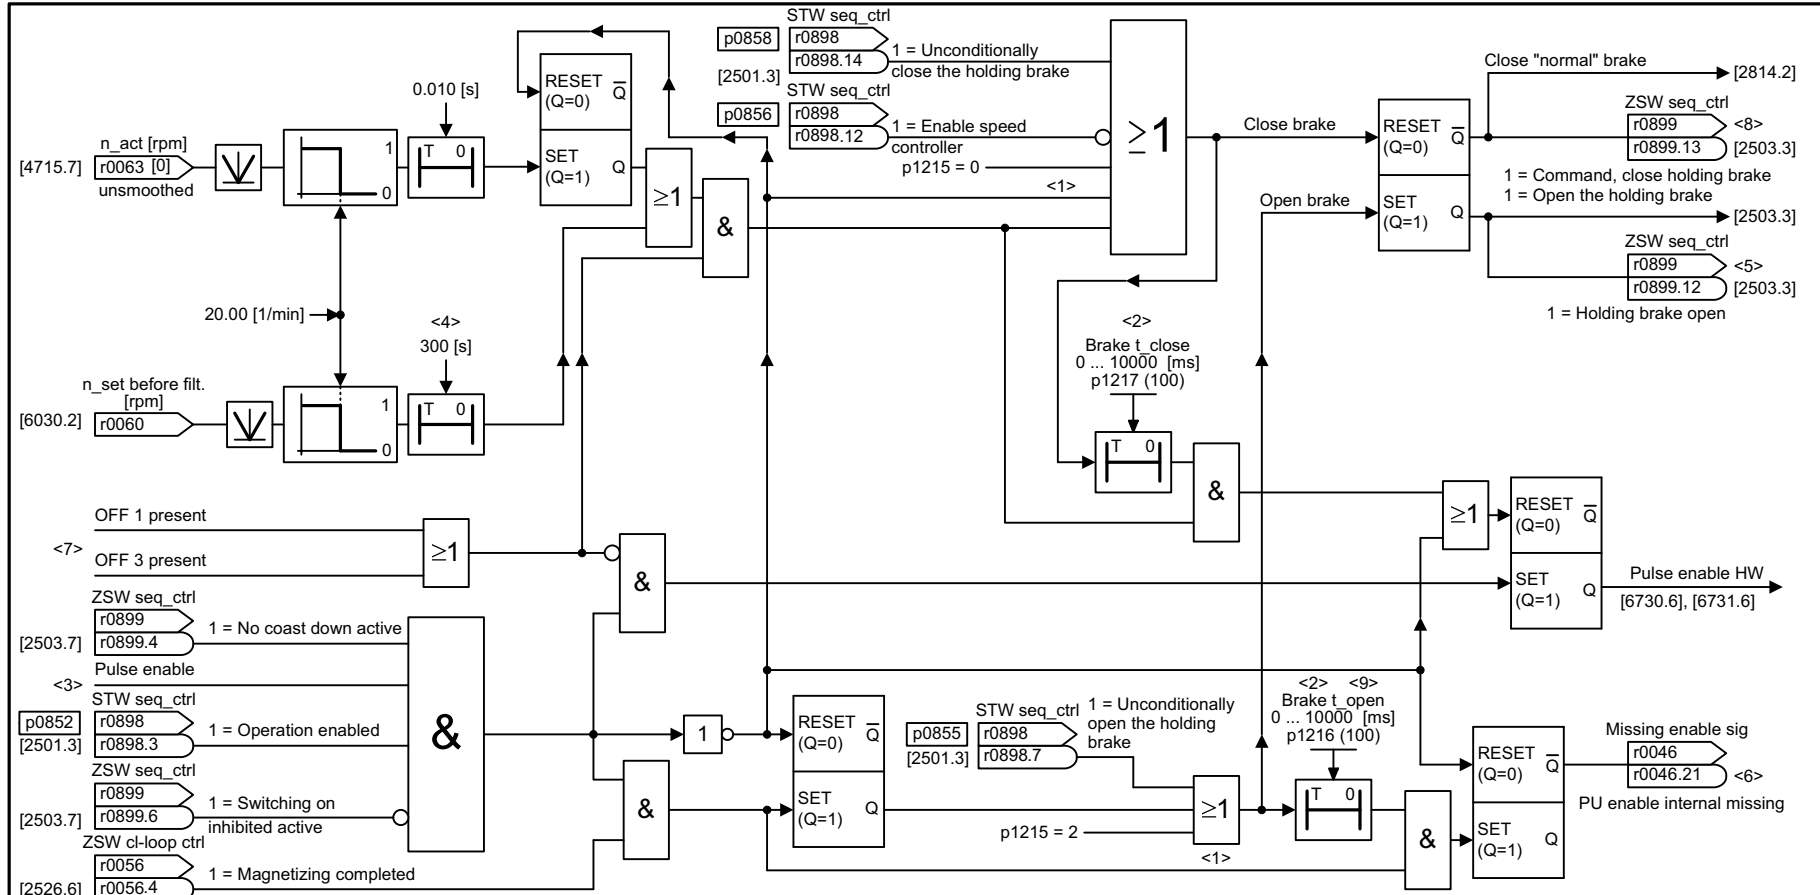 STW seq_ctrl
p0858
r0898
r0898.14
1 = Unconditionally
close the holding brake
[2501.3]
STW seq_ctrl
p0856
r0898
r0898.12
1 = Enable speed
controller
p1215 = 0
<1>
≥1
0.010 [s]
RESET
(Q=0)
Q
SET
(Q=1)
Q
n_act [rpm]
[4715.7]
r0063 [0]
unsmoothed
1
0
T 0
≥1
&
Close brake
Open brake
RESET
(Q=0)
Q
SET
(Q=1)
Q
Close "normal" brake
[2814.2]
ZSW seq_ctrl
r0899
<8>
r0899.13
[2503.3]
1 = Command, close holding brake
1 = Open the holding brake
[2503.3]
ZSW seq_ctrl
r0899
<5>
r0899.12
[2503.3]
1 = Holding brake open
20.00 [1/min]
<4>
300 [s]
n_set before filt.
[rpm]
[6030.2]
r0060
1
0
T 0
<2>
Brake t_close
0 ... 10000 [ms]
p1217 (100)
T 0
&
≥1
RESET
(Q=0)
Q
SET
(Q=1)
Q
Pulse enable HW
[6730.6], [6731.6]
OFF 1 present
<7>
OFF 3 present
≥1
&
ZSW seq_ctrl
r0899
[2503.7]
r0899.4
1 = No coast down active
Pulse enable
<3>
STW seq_ctrl
p0852
r0898
[2501.3]
r0898.3
1 = Operation enabled
ZSW seq_ctrl
r0899
[2503.7]
r0899.6
1 = Switching on
inhibited active
&
ZSW cl-loop ctrl
r0056
[2526.6]
r0056.4
1 = Magnetizing completed
1
&
RESET
(Q=0)
Q
SET
(Q=1)
Q
STW seq_ctrl
p0855
r0898
[2501.3]
r0898.7
1 = Unconditionally
open the holding
brake
p1215 = 2
≥1
<1>
<2> <9>
Brake t_open
0 ... 10000 [ms]
p1216 (100)
T 0
&
RESET
(Q=0)
Q
SET
(Q=1)
Q
Missing enable sig
r0046
r0046.21
<6>
PU enable internal missing